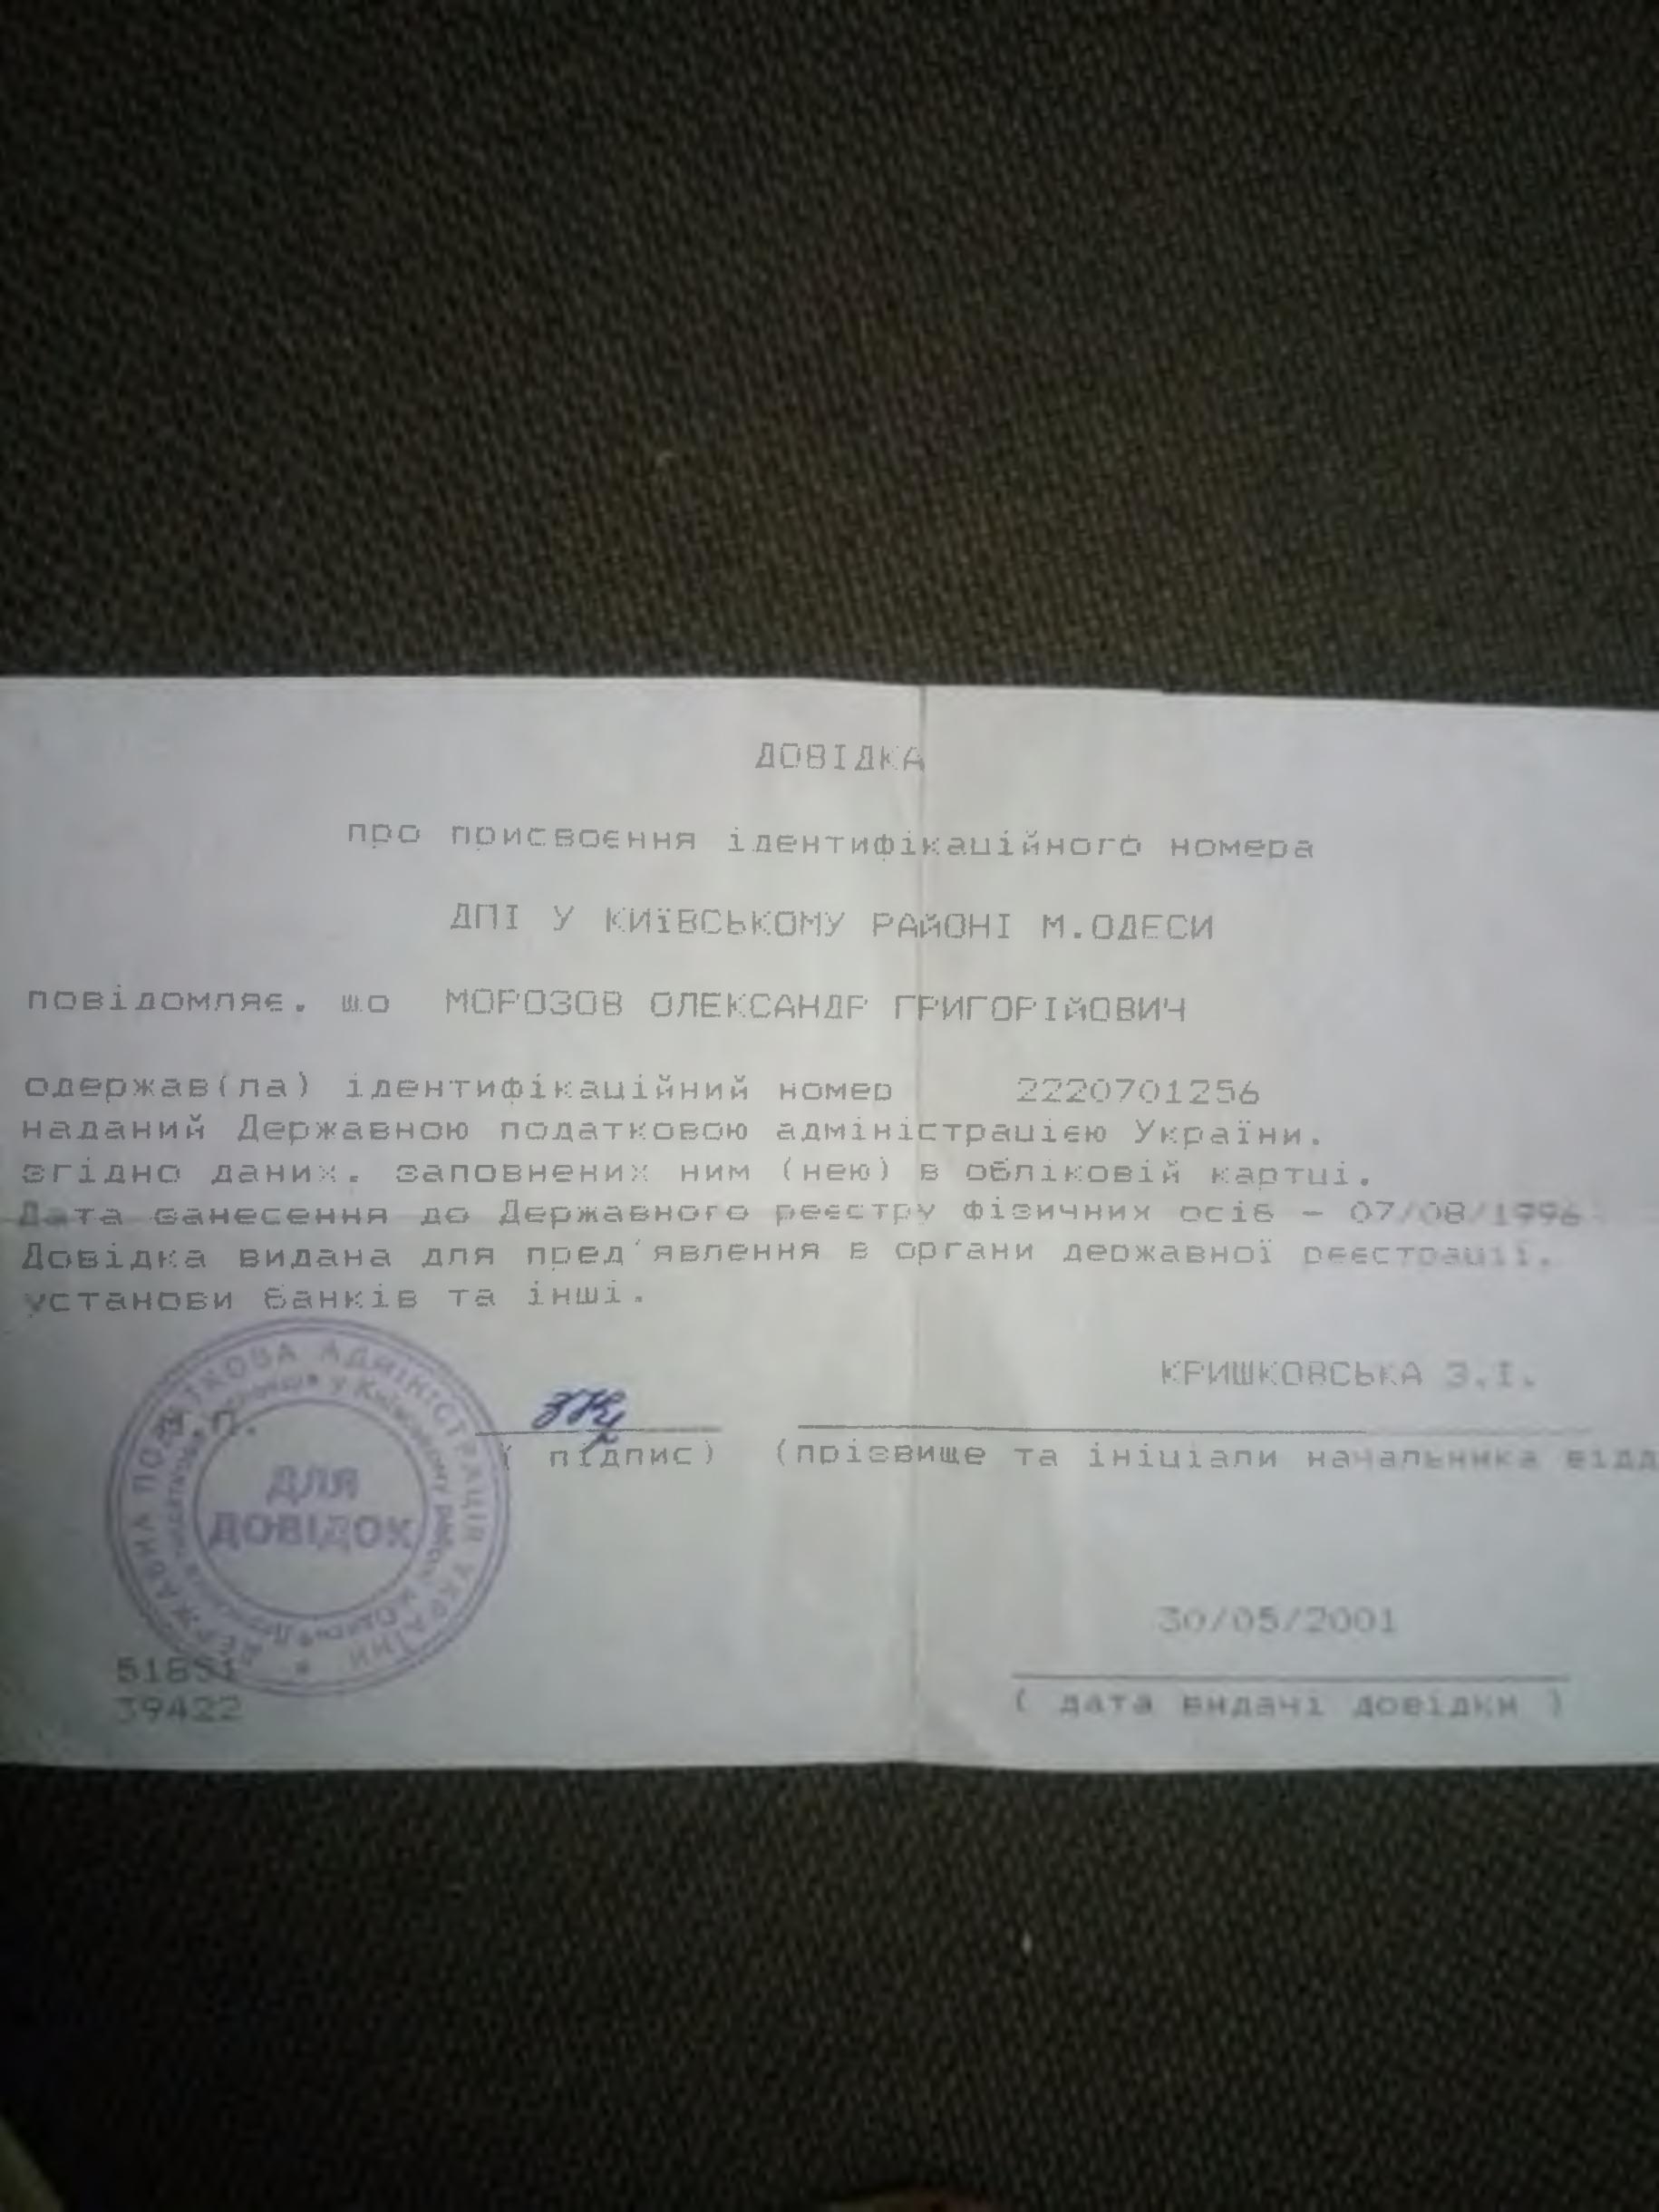 ДОВІДКА
про присвоєння ідентифікаційного номера
ДПІ У КИЇВСЬКОМУ РАЙОНІ М.ОДЕСИ
повідомляє. що МОРОЗОВ ОЛЕКСАНДР ГРИГОРІЙОВИЧ
одержав(ла) ідентифікаційний номер 2220701256
наданий Державною податковою адміністрацією України.
згідно даних. заповнених ним (нею) в обліковій картці.
Дата занесення до Державного реєстру фізичних осіб - 07/08/1996
Довідка видана для пред'явлення в органи державної реєстрації.
установи банків та інші.
КРИШКОВСЬКА З.І.
М.П.
( підпис) (прізвище та ініціали начальника відд
ДЕРЖАВНА ПОДАТКОВА АДМІНІСТРАЦІЯ УКРАЇНИ
у Київському районі м.Одеси
ДЛЯ
ДОВІДОК
30/05/2001
51851
39422
( дата видачі довідки )